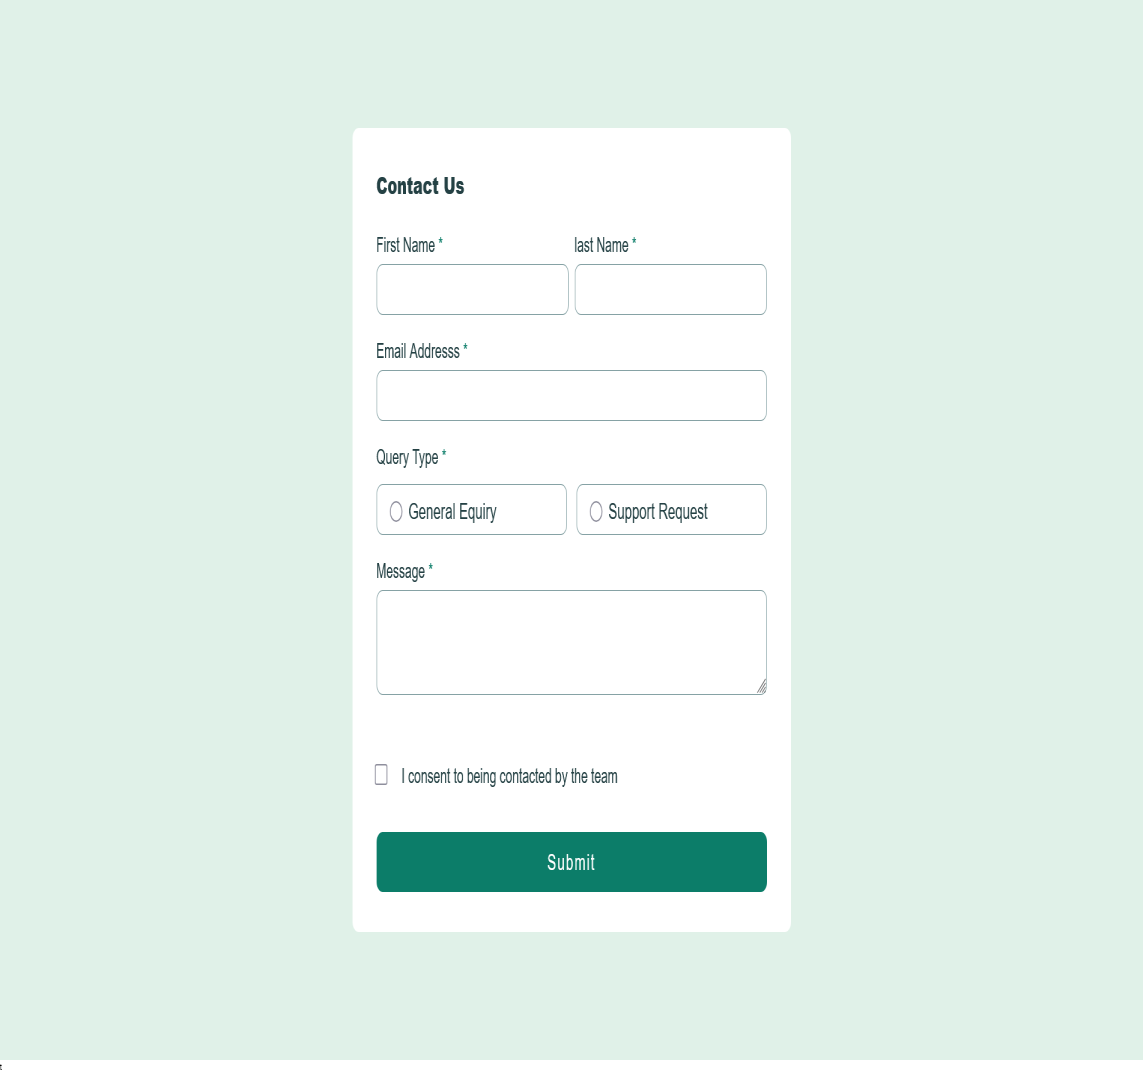 Contact Us
First Name * last Name *
Email Addresss *
Query Type *
General Equiry Support Request
Message *
I consent to being contacted by the team
Submit
t